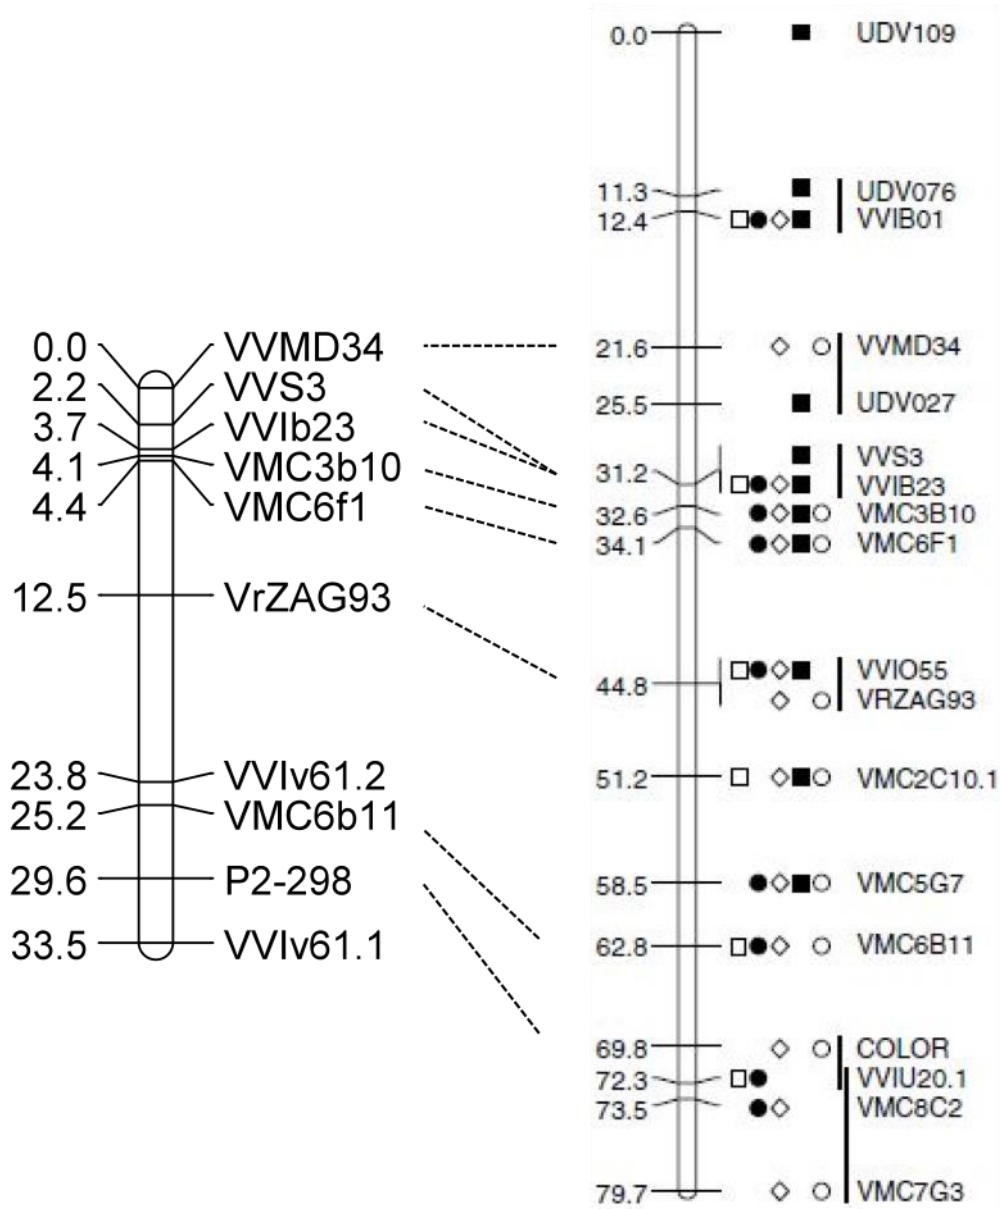 0.0 UDV109
11.3 UDV076
12.4 VVIB01
21.6 VVMD34
25.5 UDV027
31.2 VVS3
VVIB23
32.6 VMC3B10
34.1 VMC6F1
44.8 VVIO55
VRZAG93
51.2 VMC2C10.1
58.5 VMC5G7
62.8 VMC6B11
69.8 COLOR
72.3 VVIU20.1
73.5 VMC8C2
79.7 VMC7G3
0.0 VVMD34
2.2 VVS3
3.7 VVIb23
4.1 VMC3b10
4.4 VMC6f1
12.5 VrZAG93
23.8 VVIv61.2
25.2 VMC6b11
29.6 P2-298
33.5 VVIv61.1